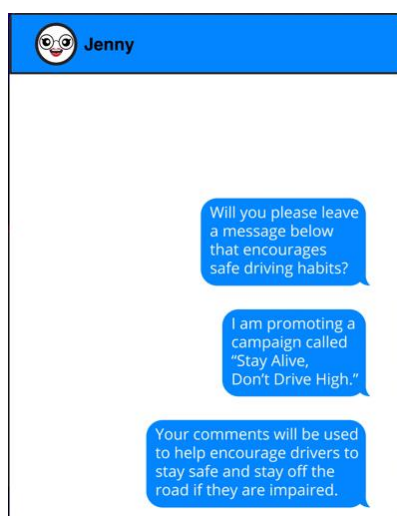 Jenny
Will you please leave
a message below
that encourages
safe driving habits?
I am promoting a
campaign called
“Stay Alive,
Don’t Drive High.”
Your comments will be used
to help encourage drivers to
stay safe and stay off the
road if they are impaired.